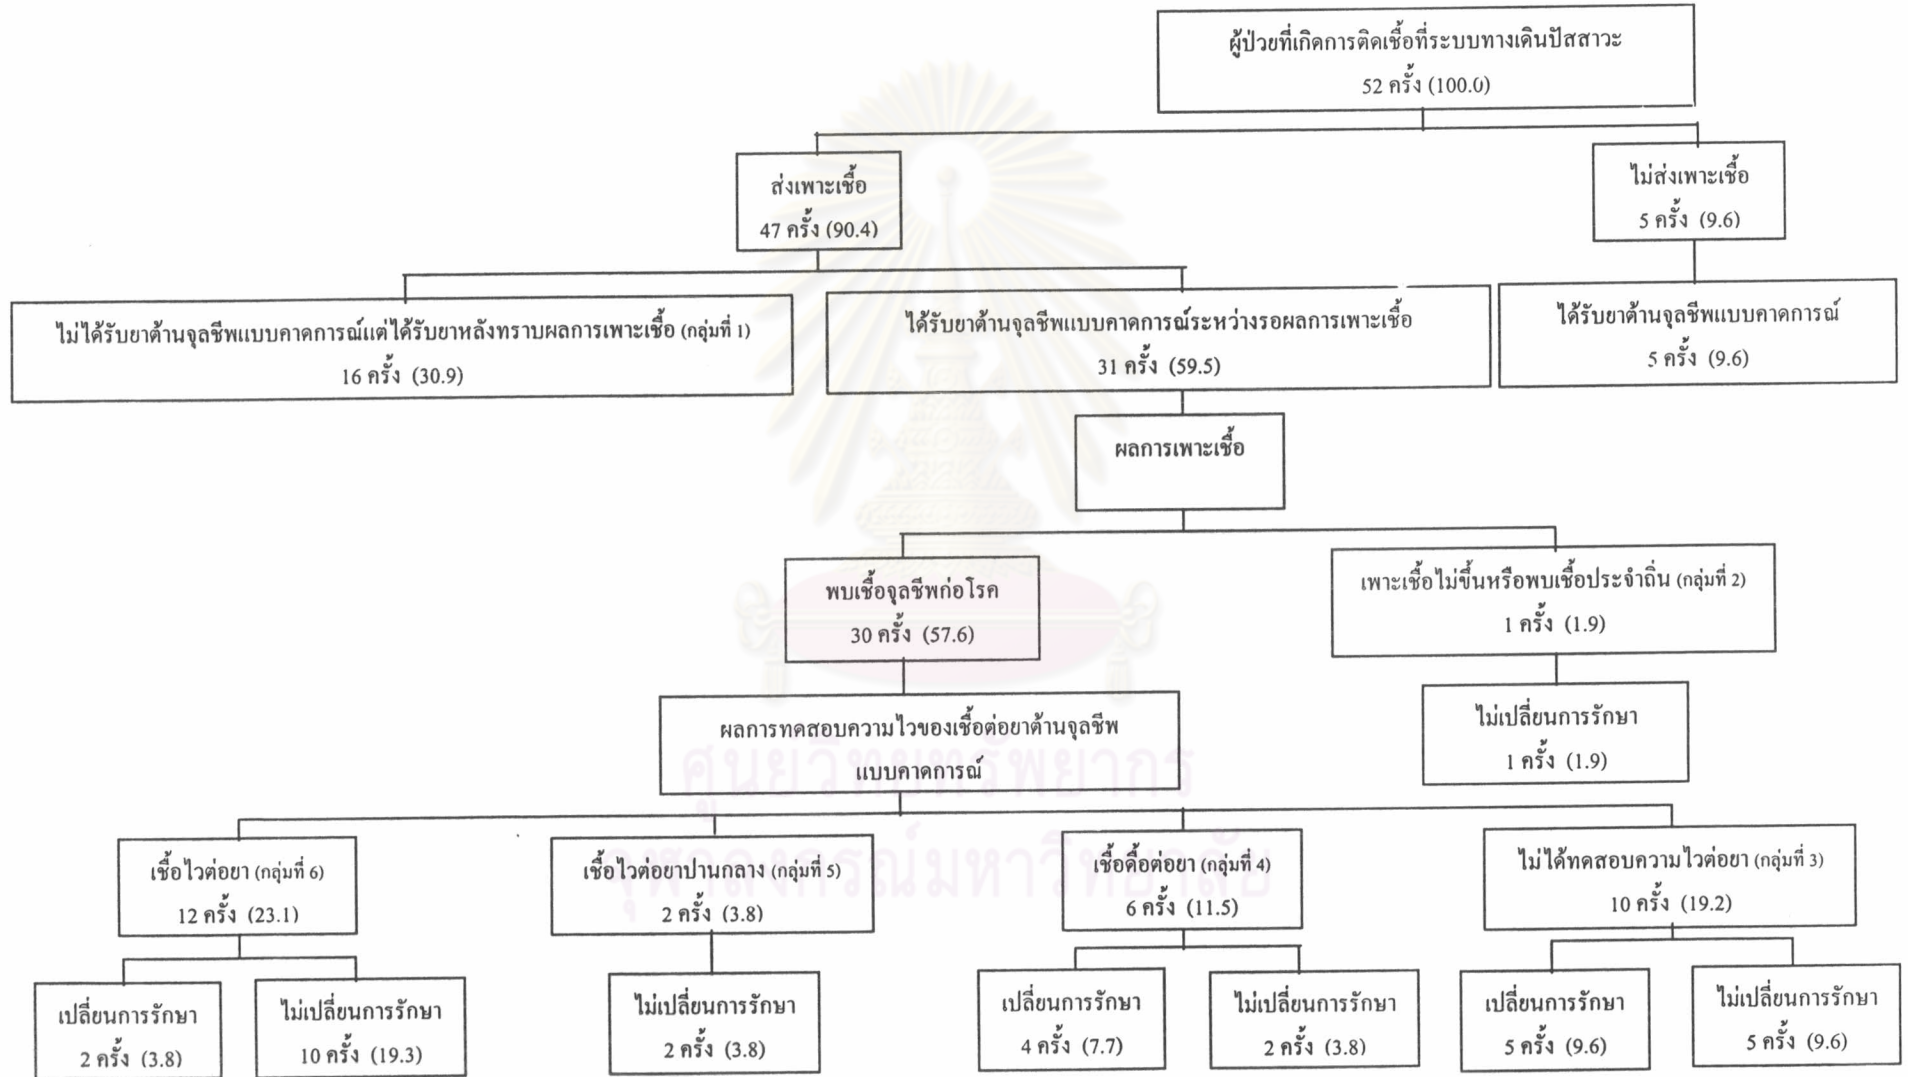 ผู้ป่วยที่เกิดการติดเชื้อที่ระบบทางเดินปัสสาวะ
52 ครั้ง (100.0)
ส่งเพาะเชื้อ
47 ครั้ง (90.4)
ไม่ส่งเพาะเชื้อ
5 ครั้ง (9.6)
ไม่ได้รับยาต้านจุลชีพแบบคาดการณ์แต่ได้รับยาหลังทราบผลการเพาะเชื้อ (กลุ่มที่ 1)
16 ครั้ง (30.9)
ได้รับยาต้านจุลชีพแบบคาดการณ์ระหว่างรอผลการเพาะเชื้อ
31 ครั้ง (59.5)
ได้รับยาต้านจุลชีพแบบคาดการณ์
5 ครั้ง (9.6)
ผลการเพาะเชื้อ
พบเชื้อจุลชีพก่อโรค
30 ครั้ง (57.6)
เพาะเชื้อไม่ขึ้นหรือพบเชื้อประจำถิ่น (กลุ่มที่ 2)
1 ครั้ง (1.9)
ไม่เปลี่ยนการรักษา
1 ครั้ง (1.9)
ผลการทดสอบความไวของเชื้อต่อยาต้านจุลชีพ
แบบคาดการณ์
ศูนย์วิทยทรัพยากร
จุฬาลงกรณ์มหาวิทยาลัย
เชื้อไวต่อยา (กลุ่มที่ 6)
12 ครั้ง (23.1)
เชื้อไวต่อยาปานกลาง (กลุ่มที่ 5)
2 ครั้ง (3.8)
เชื้อดื้อต่อยา (กลุ่มที่ 4)
6 ครั้ง (11.5)
ไม่ได้ทดสอบความไวต่อยา (กลุ่มที่ 3)
10 ครั้ง (19.2)
เปลี่ยนการรักษา
2 ครั้ง (3.8)
ไม่เปลี่ยนการรักษา
10 ครั้ง (19.3)
ไม่เปลี่ยนการรักษา
2 ครั้ง (3.8)
เปลี่ยนการรักษา
4 ครั้ง (7.7)
ไม่เปลี่ยนการรักษา
2 ครั้ง (3.8)
เปลี่ยนการรักษา
5 ครั้ง (9.6)
ไม่เปลี่ยนการรักษา
5 ครั้ง (9.6)